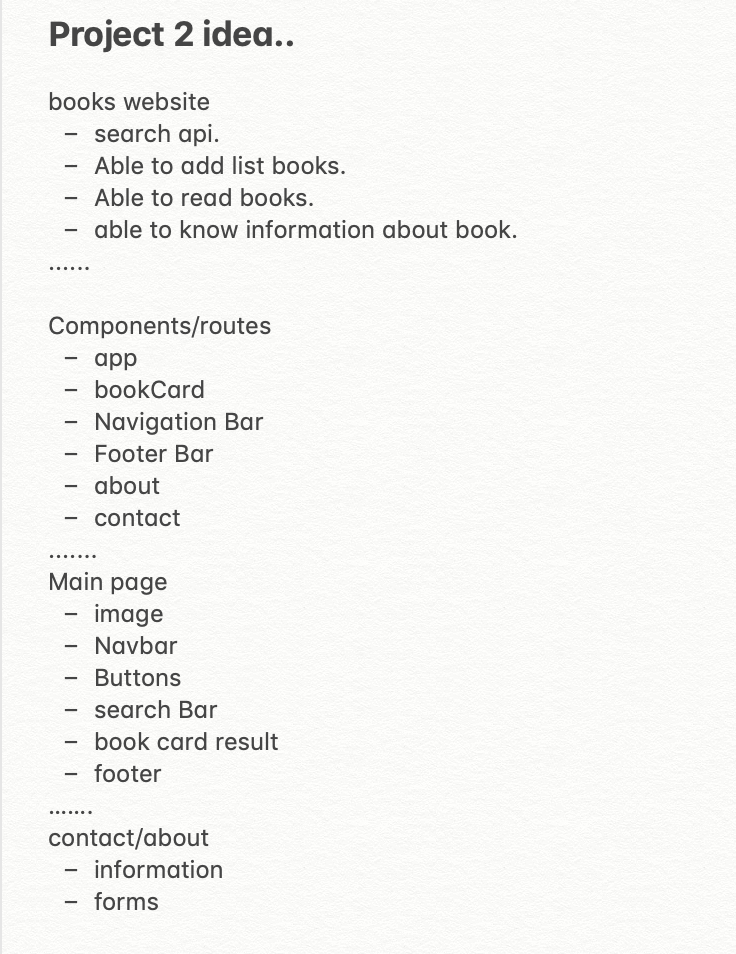 Project 2 idea..
books website
– search api.
– Able to add list books.
– Able to read books.
– able to know information about book.
......
Components/routes
– app
– bookCard
– Navigation Bar
– Footer Bar
– about
– contact
.......
Main page
– image
– Navbar
– Buttons
– search Bar
– book card result
– footer
.......
contact/about
– information
– forms